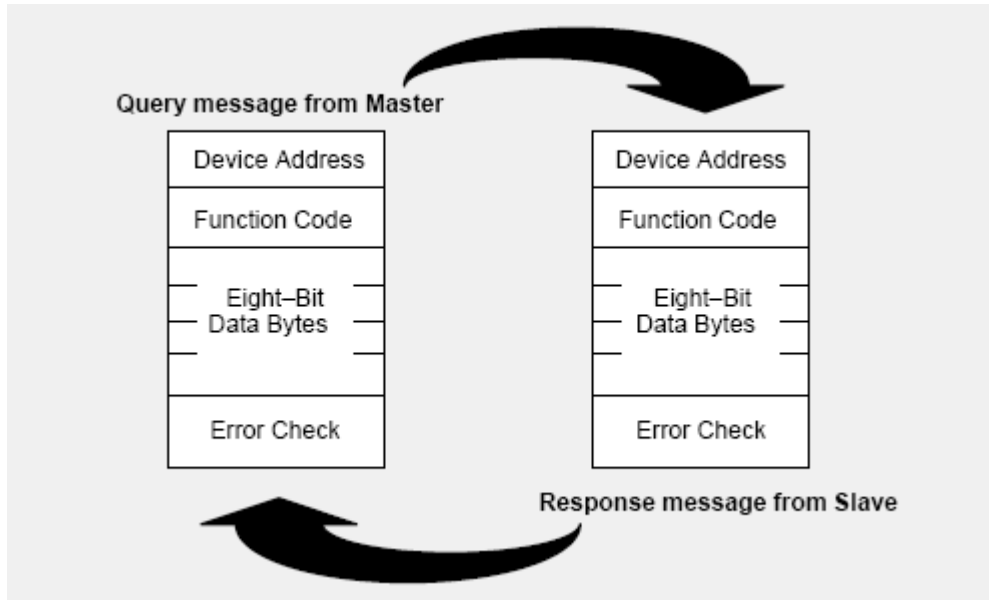 Query message from Master
Device Address
Function Code
Eight–Bit
Data Bytes
Error Check
Device Address
Function Code
Eight–Bit
Data Bytes
Error Check
Response message from Slave